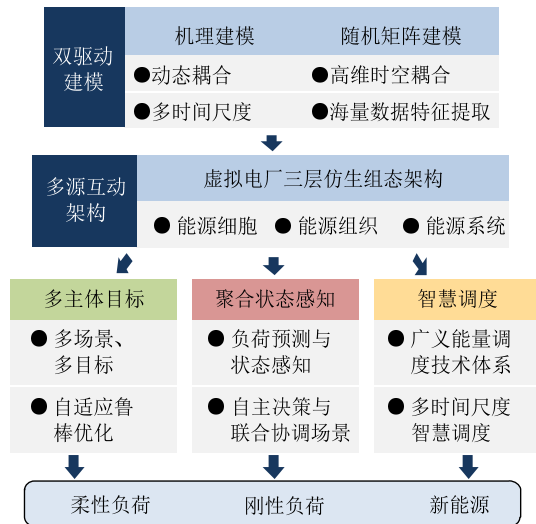 双驱动
建模
机理建模
随机矩阵建模
●动态耦合
●高维时空耦合
●多时间尺度
●海量数据特征提取
多源互动
架构
虚拟电厂三层仿生组态架构
● 能源细胞
● 能源组织
● 能源系统
多主体目标
● 多场景、
多目标
● 自适应鲁
棒优化
聚合状态感知
● 负荷预测与
状态感知
● 自主决策与
联合协调场景
智慧调度
● 广义能量调
度技术体系
● 多时间尺度
智慧调度
柔性负荷
刚性负荷
新能源